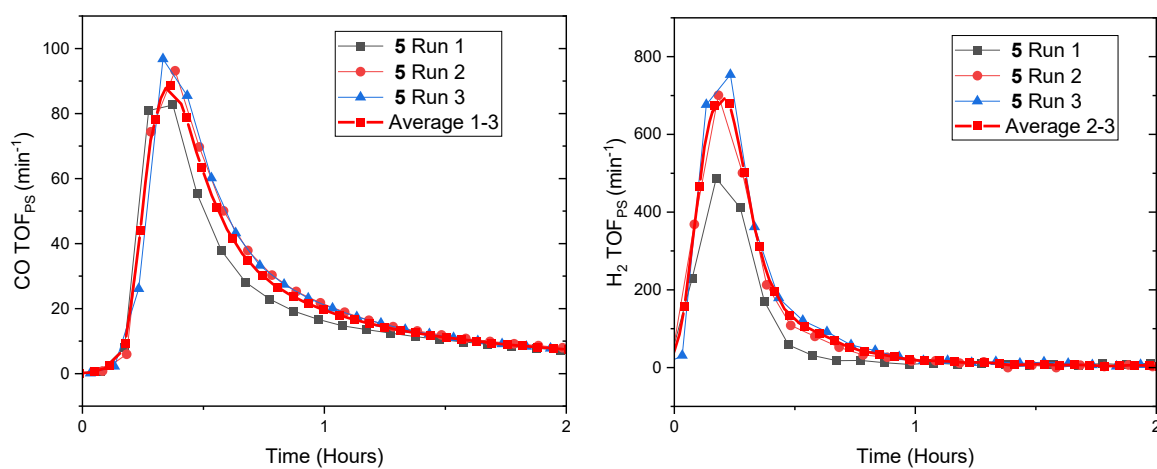 CO TOF_PS (min⁻¹)
100
80
60
40
20
0
0
1
2
Time (Hours)
5 Run 1
5 Run 2
5 Run 3
Average 1-3
H₂ TOF_PS (min⁻¹)
800
600
400
200
0
0
1
2
Time (Hours)
5 Run 1
5 Run 2
5 Run 3
Average 2-3